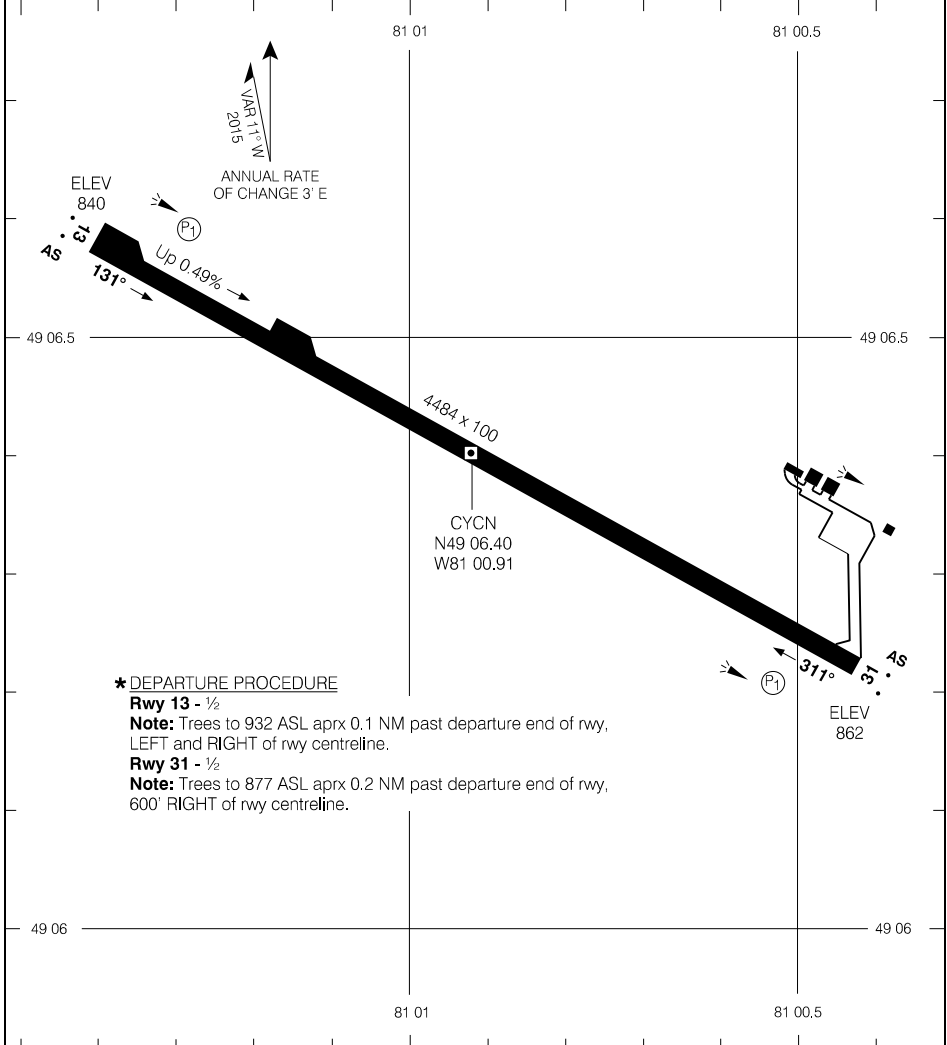 81 01
81 00.5
VAR 11° W
2015
ANNUAL RATE
OF CHANGE 3' E
ELEV
840
P1
13
AS
131°
Up 0.49%
49 06.5
49 06.5
4484 x 100
CYCN
N49 06.40
W81 00.91
311°
31
AS
P1
ELEV
862
* DEPARTURE PROCEDURE
Rwy 13 - ½
Note: Trees to 932 ASL aprx 0.1 NM past departure end of rwy,
LEFT and RIGHT of rwy centreline.
Rwy 31 - ½
Note: Trees to 877 ASL aprx 0.2 NM past departure end of rwy,
600' RIGHT of rwy centreline.
49 06
49 06
81 01
81 00.5